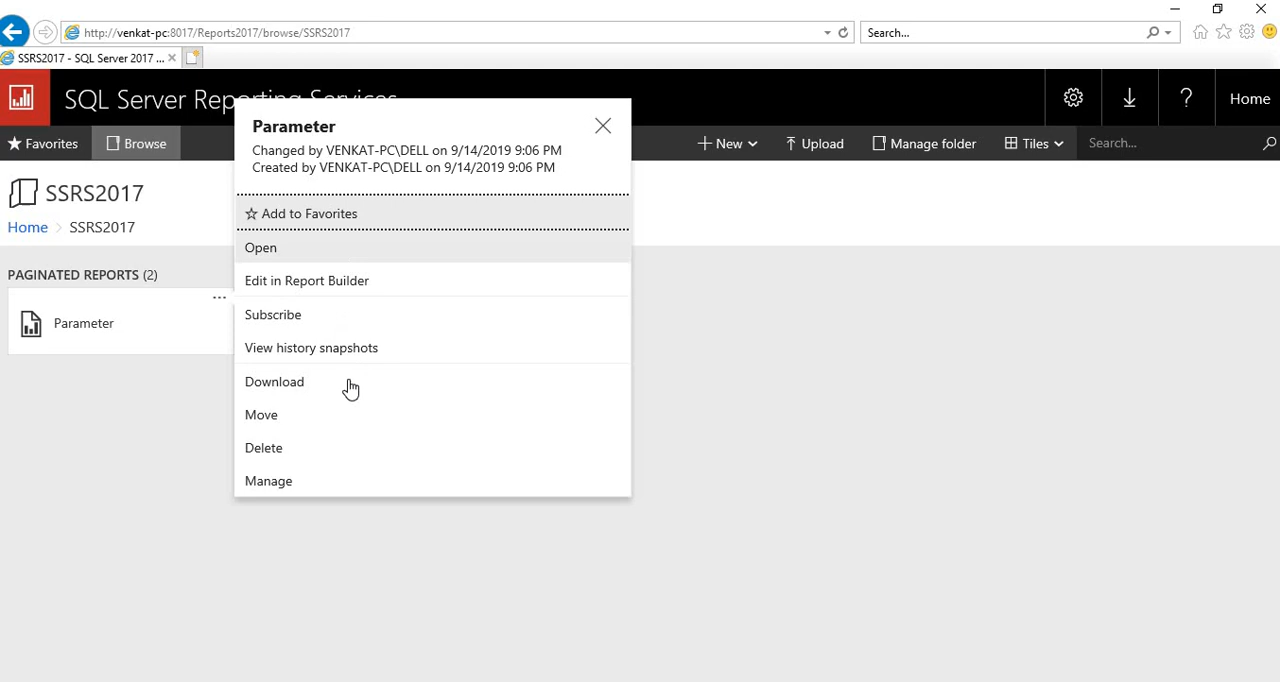 http://venkat-pc:8017/Reports2017/browse/SSRS2017
Search...
SSRS2017 - SQL Server 2017 ...
SQL Server Reporting Services
Home
Favorites
Browse
New
Upload
Manage folder
Tiles
Search...
SSRS2017
Home > SSRS2017
PAGINATED REPORTS (2)
Parameter
Parameter
Changed by VENKAT-PC\DELL on 9/14/2019 9:06 PM
Created by VENKAT-PC\DELL on 9/14/2019 9:06 PM
Add to Favorites
Open
Edit in Report Builder
Subscribe
View history snapshots
Download
Move
Delete
Manage